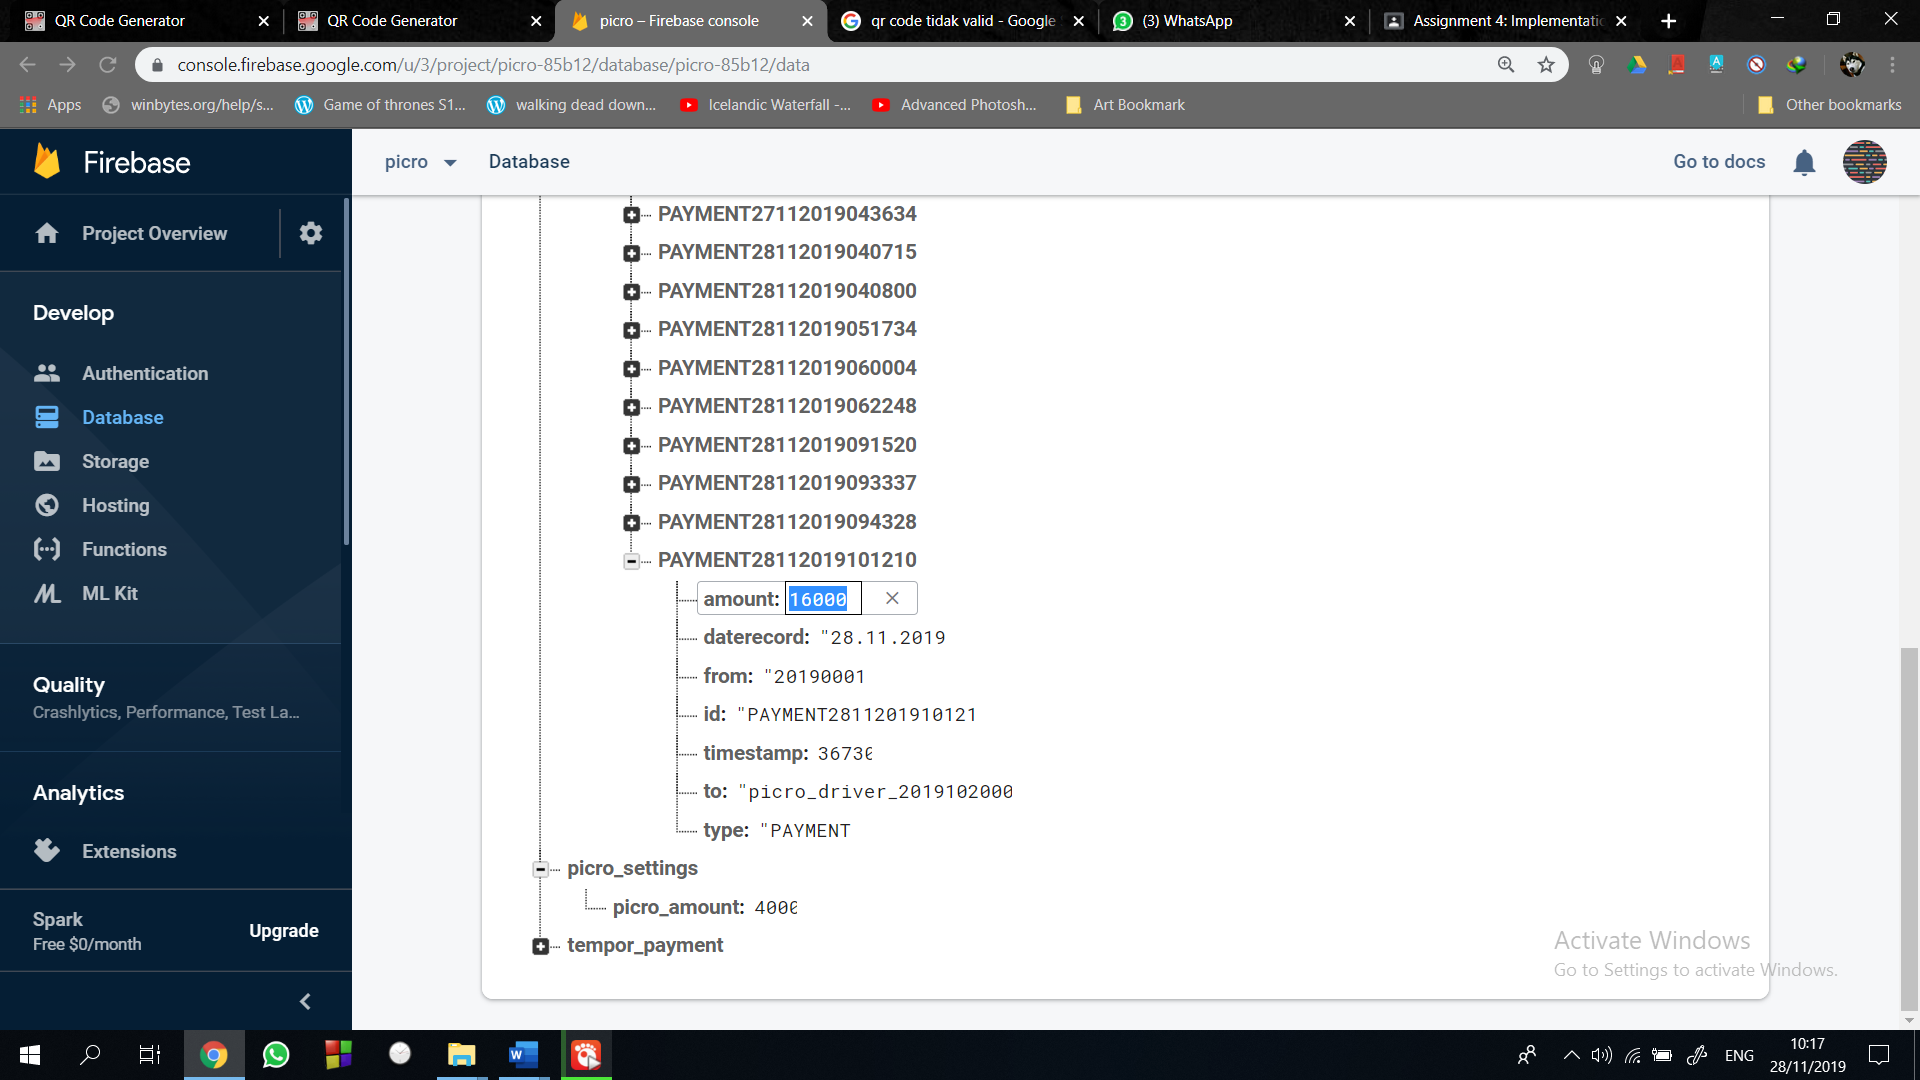 QR Code Generator
QR Code Generator
picro – Firebase console
qr code tidak valid - Google
(3) WhatsApp
Assignment 4: Implementatic
console.firebase.google.com/u/3/project/picro-85b12/database/picro-85b12/data
Apps
winbytes.org/help/s...
Game of thrones S1...
walking dead down...
Icelandic Waterfall -...
Advanced Photosh...
Art Bookmark
Other bookmarks
Firebase
picro
Database
Go to docs
Project Overview
Develop
Authentication
Database
Storage
Hosting
Functions
ML Kit
Quality
Crashlytics, Performance, Test La...
Analytics
Extensions
Spark
Free $0/month
Upgrade
PAYMENT27112019043634
PAYMENT28112019040715
PAYMENT28112019040800
PAYMENT28112019051734
PAYMENT28112019060004
PAYMENT28112019062248
PAYMENT28112019091520
PAYMENT28112019093337
PAYMENT28112019094328
PAYMENT28112019101210
amount: 16000
daterecord: "28.11.2019
from: "20190001
id: "PAYMENT2811201910121
timestamp: 36730
to: "picro_driver_2019102000
type: "PAYMENT
picro_settings
picro_amount: 4000
tempor_payment
Activate Windows
Go to Settings to activate Windows.
ENG
10:17
28/11/2019